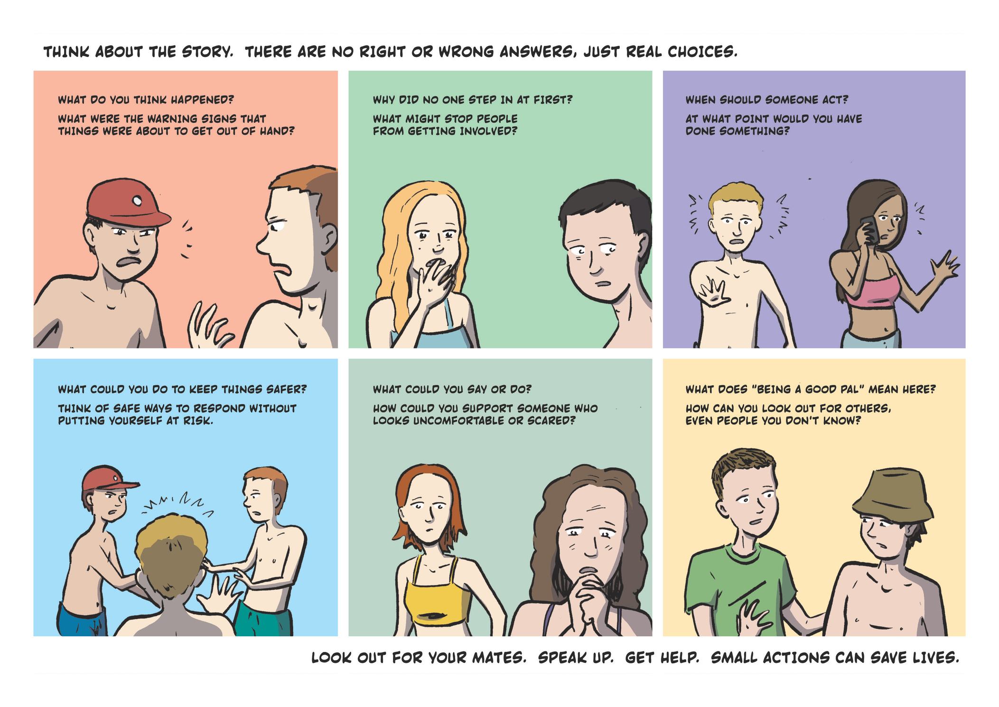 THINK ABOUT THE STORY. THERE ARE NO RIGHT OR WRONG ANSWERS, JUST REAL CHOICES.
WHAT DO YOU THINK HAPPENED?
WHAT WERE THE WARNING SIGNS THAT
THINGS WERE ABOUT TO GET OUT OF HAND?
WHY DID NO ONE STEP IN AT FIRST?
WHAT MIGHT STOP PEOPLE
FROM GETTING INVOLVED?
WHEN SHOULD SOMEONE ACT?
AT WHAT POINT WOULD YOU HAVE
DONE SOMETHING?
WHAT COULD YOU DO TO KEEP THINGS SAFER?
THINK OF SAFE WAYS TO RESPOND WITHOUT
PUTTING YOURSELF AT RISK.
WHAT COULD YOU SAY OR DO?
HOW COULD YOU SUPPORT SOMEONE WHO
LOOKS UNCOMFORTABLE OR SCARED?
WHAT DOES "BEING A GOOD PAL" MEAN HERE?
HOW CAN YOU LOOK OUT FOR OTHERS,
EVEN PEOPLE YOU DON'T KNOW?
LOOK OUT FOR YOUR MATES. SPEAK UP. GET HELP. SMALL ACTIONS CAN SAVE LIVES.